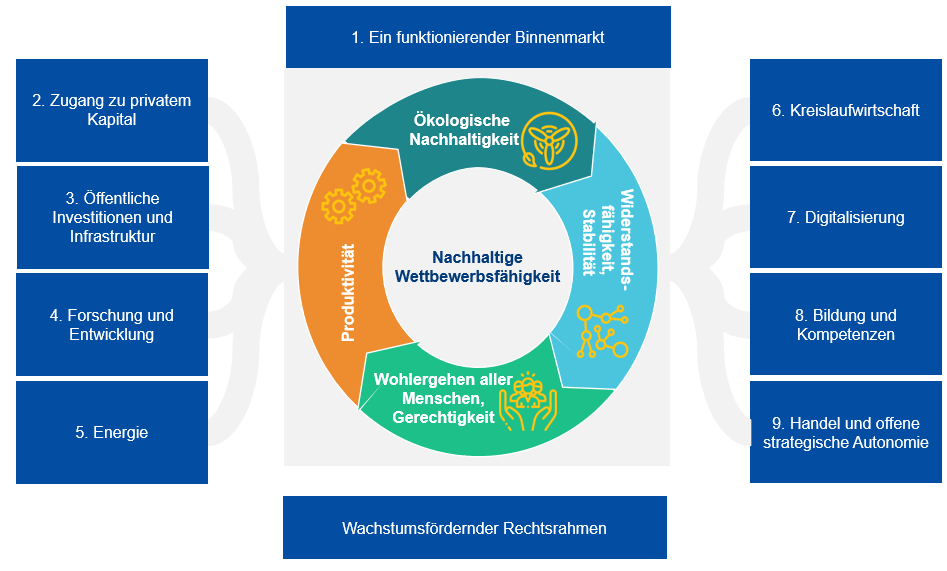 1. Ein funktionierender Binnenmarkt
2. Zugang zu privatem
Kapital
3. Öffentliche
Investitionen und
Infrastruktur
4. Forschung und
Entwicklung
5. Energie
Ökologische
Nachhaltigkeit
Widerstands-
fähigkeit,
Stabilität
Wohlergehen aller
Menschen,
Gerechtigkeit
Produktivität
Nachhaltige
Wettbewerbsfähigkeit
6. Kreislaufwirtschaft
7. Digitalisierung
8. Bildung und
Kompetenzen
9. Handel und offene
strategische Autonomie
Wachstumsfördernder Rechtsrahmen